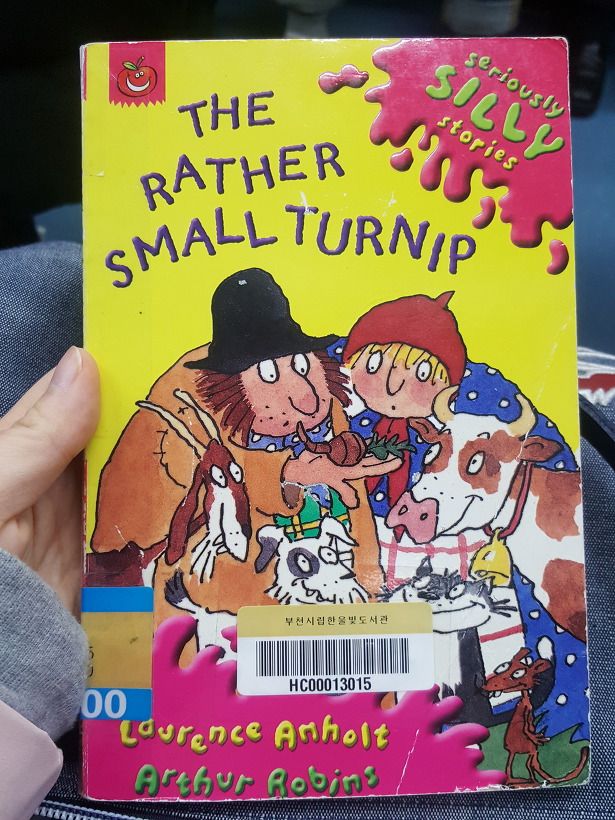 seriously
SILLY
stories
THE
RATHER
SMALL TURNIP
부천시립한울빛도서관
HC00013015
00
Laurence Anholt
Arthur Robins